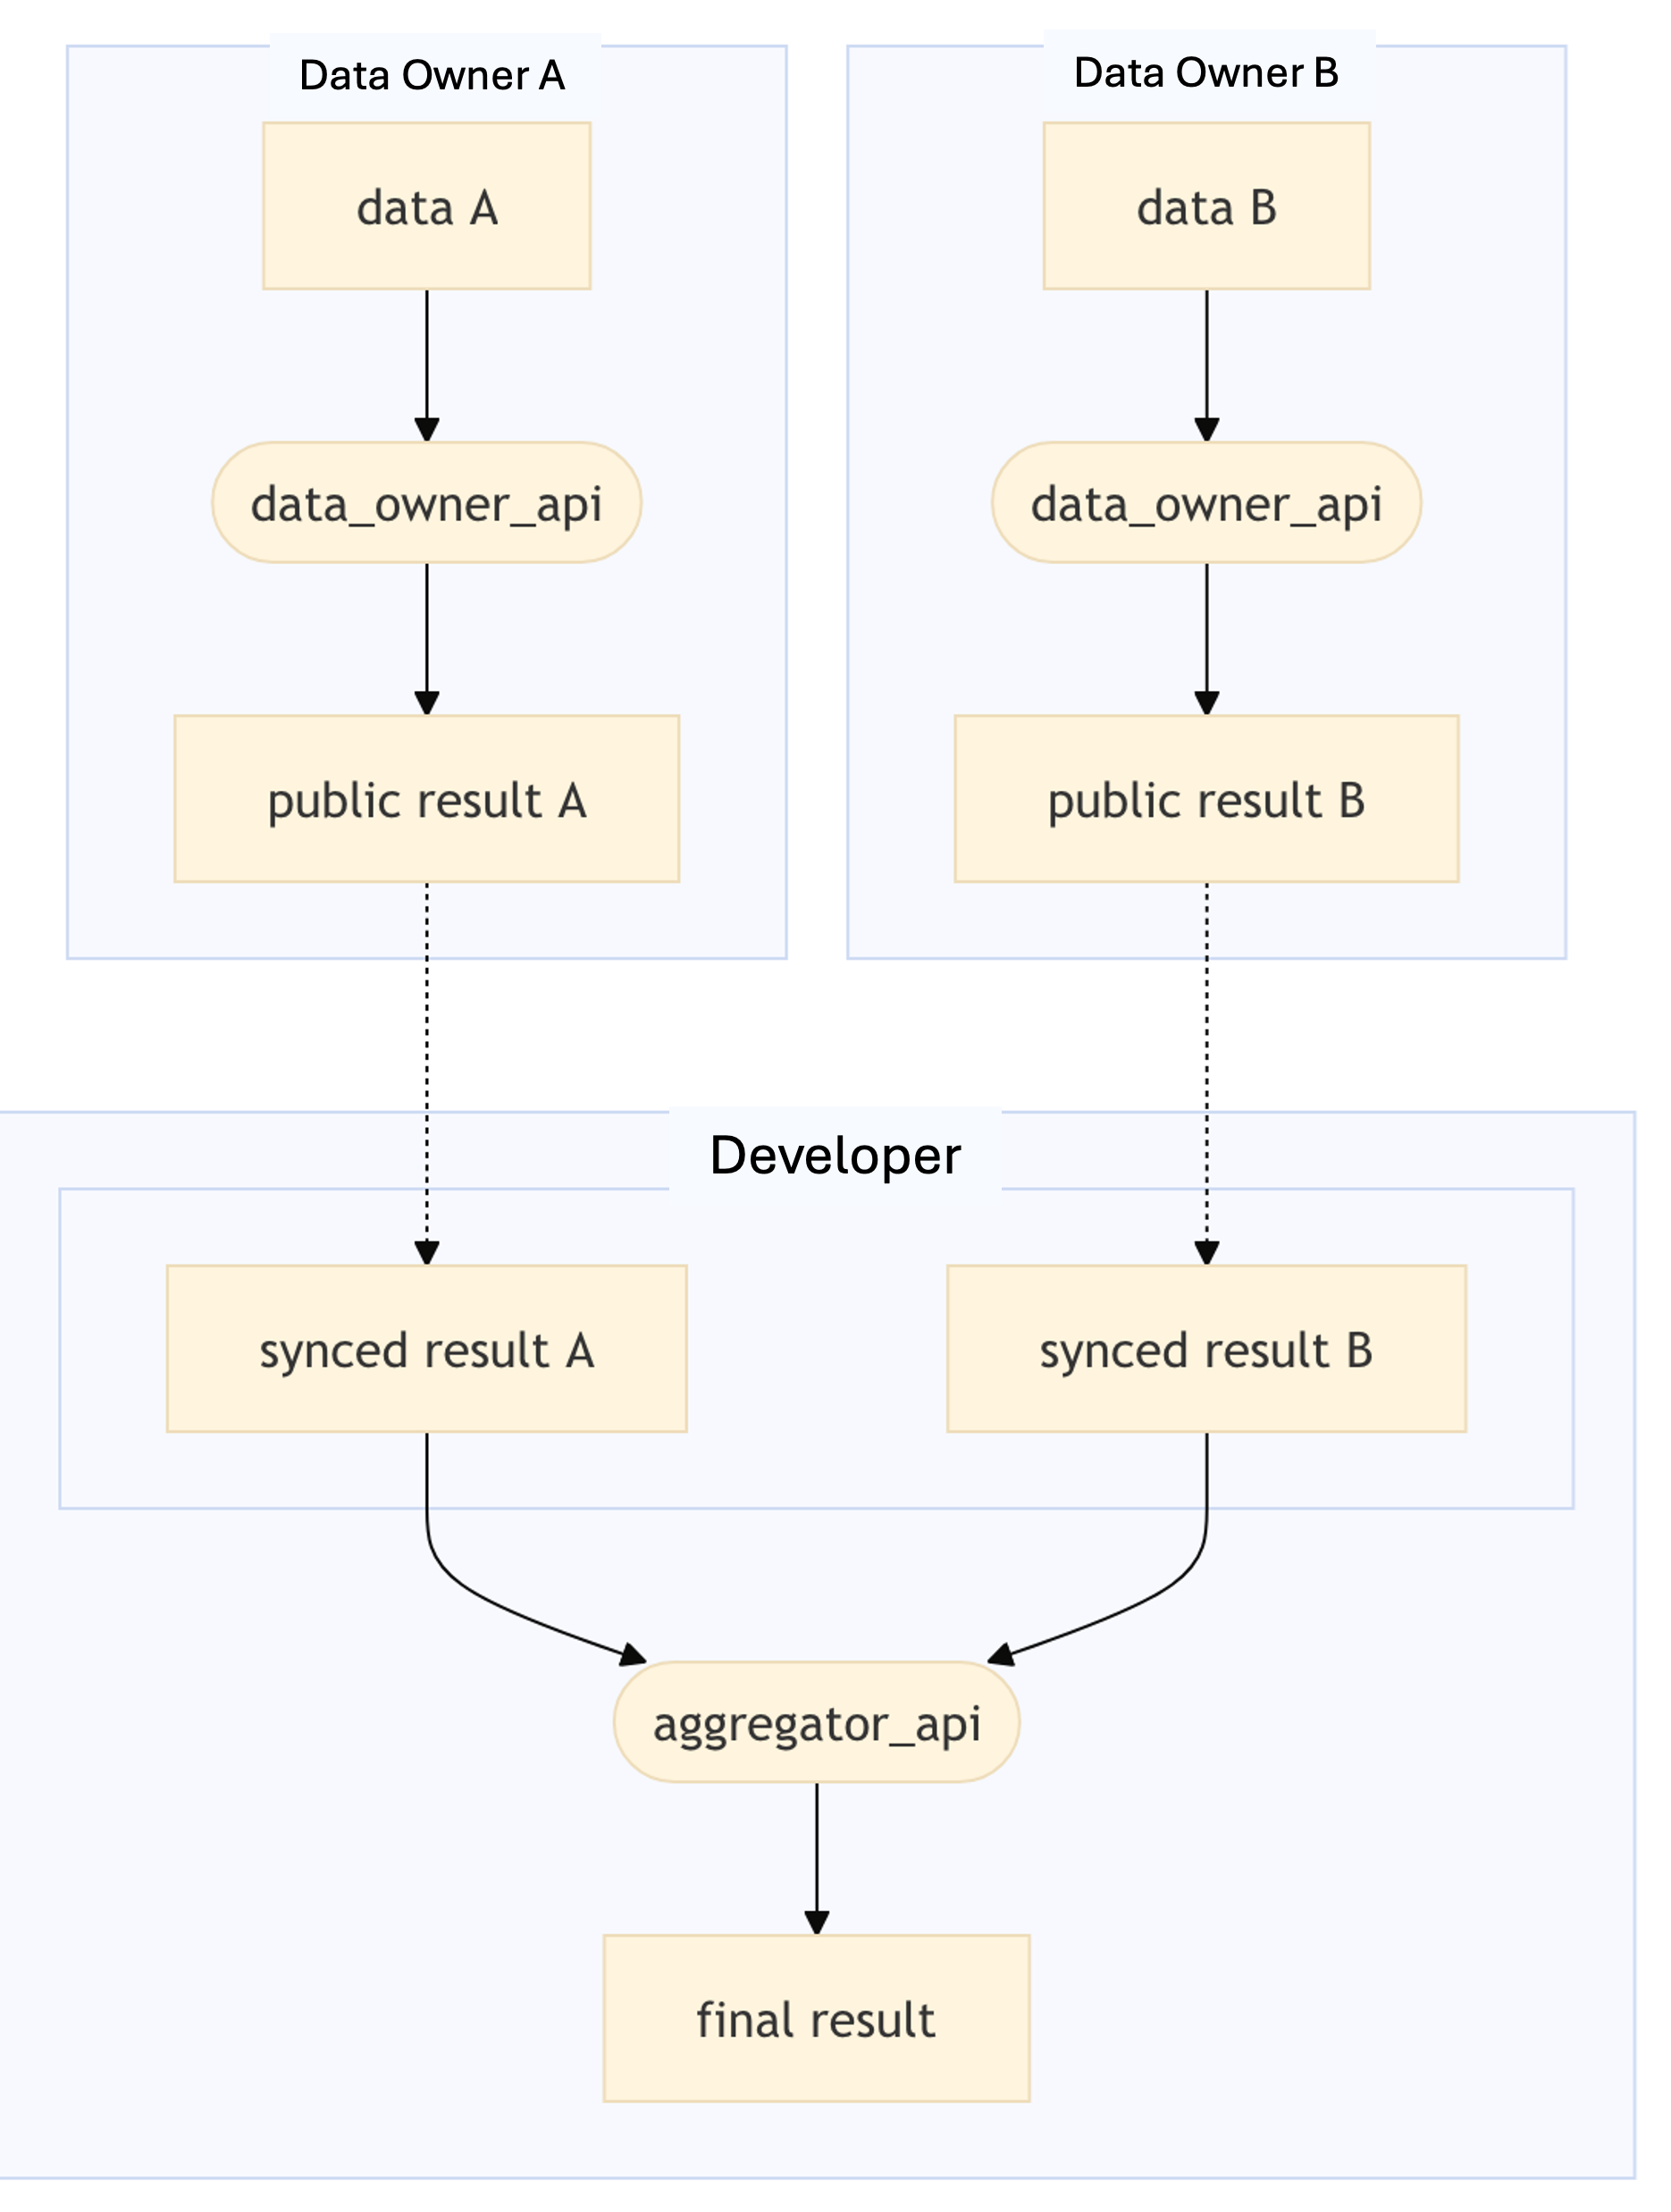 Data Owner A
Data Owner B
data A
data B
data_owner_api
data_owner_api
public result A
public result B
Developer
synced result A
synced result B
aggregator_api
final result